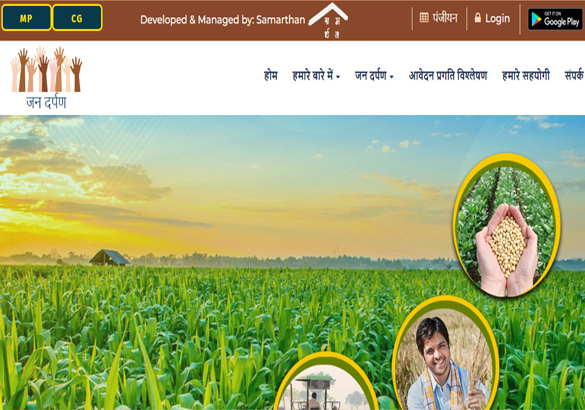 MP
CG
Developed & Managed by: Samarthan
स म
र्थ न
पंजीयन
Login
GET IT ON
Google Play
होम
हमारे बारे में
जन दर्पण
आवेदन प्रगति विश्लेषण
हमारे सहयोगी
संपर्क
जन दर्पण